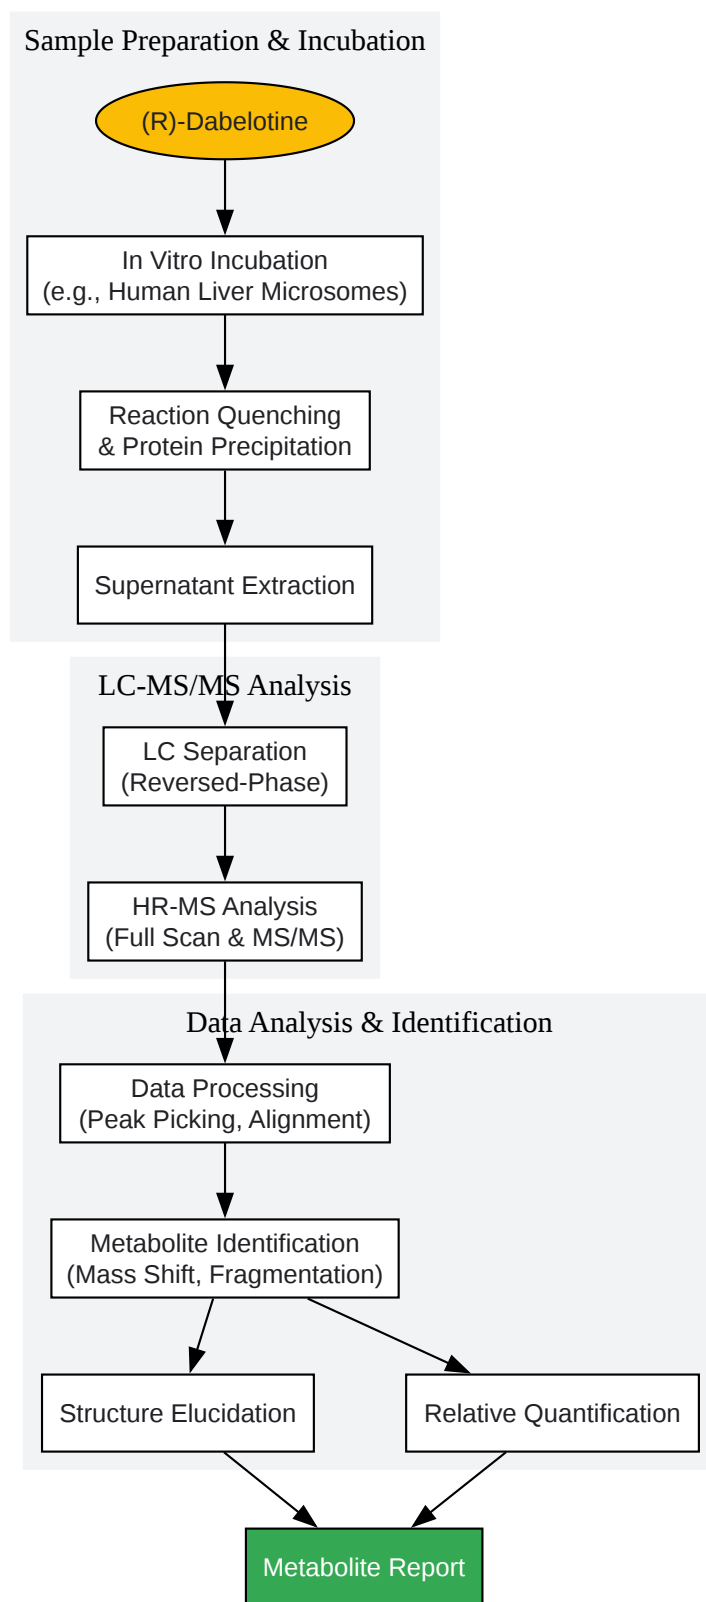 Sample Preparation & Incubation
(R)-Dabelotine
In Vitro Incubation
(e.g., Human Liver Microsomes)
Reaction Quenching
& Protein Precipitation
Supernatant Extraction
LC-MS/MS Analysis
LC Separation
(Reversed-Phase)
HR-MS Analysis
(Full Scan & MS/MS)
Data Analysis & Identification
Data Processing
(Peak Picking, Alignment)
Metabolite Identification
(Mass Shift, Fragmentation)
Structure Elucidation
Relative Quantification
Metabolite Report